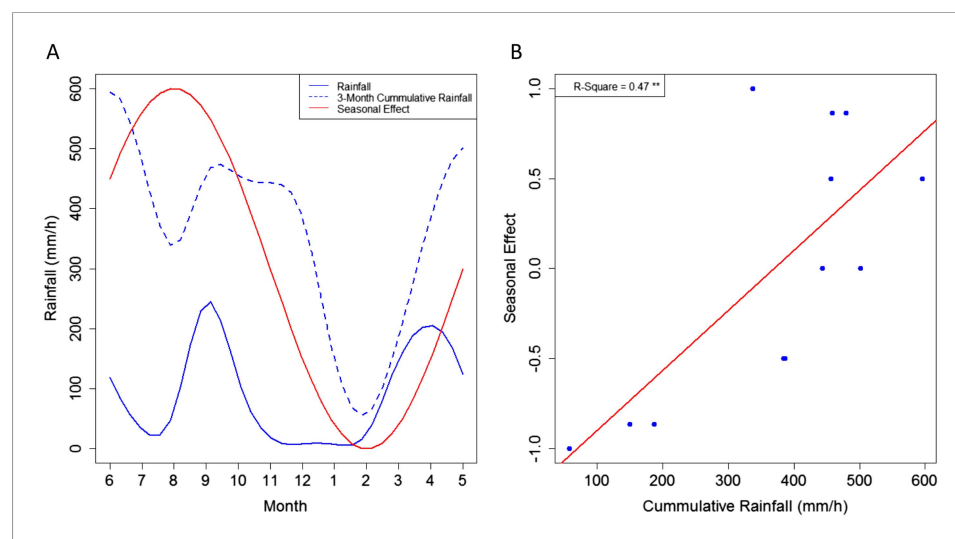 A
Rainfall
3-Month Cummulative Rainfall
Seasonal Effect
Rainfall (mm/h)
600
500
400
300
200
100
0
6 7 8 9 10 11 12 1 2 3 4 5
Month
B
R-Square = 0.47 **
Seasonal Effect
1.0
0.5
0.0
-0.5
-1.0
100 200 300 400 500 600
Cummulative Rainfall (mm/h)